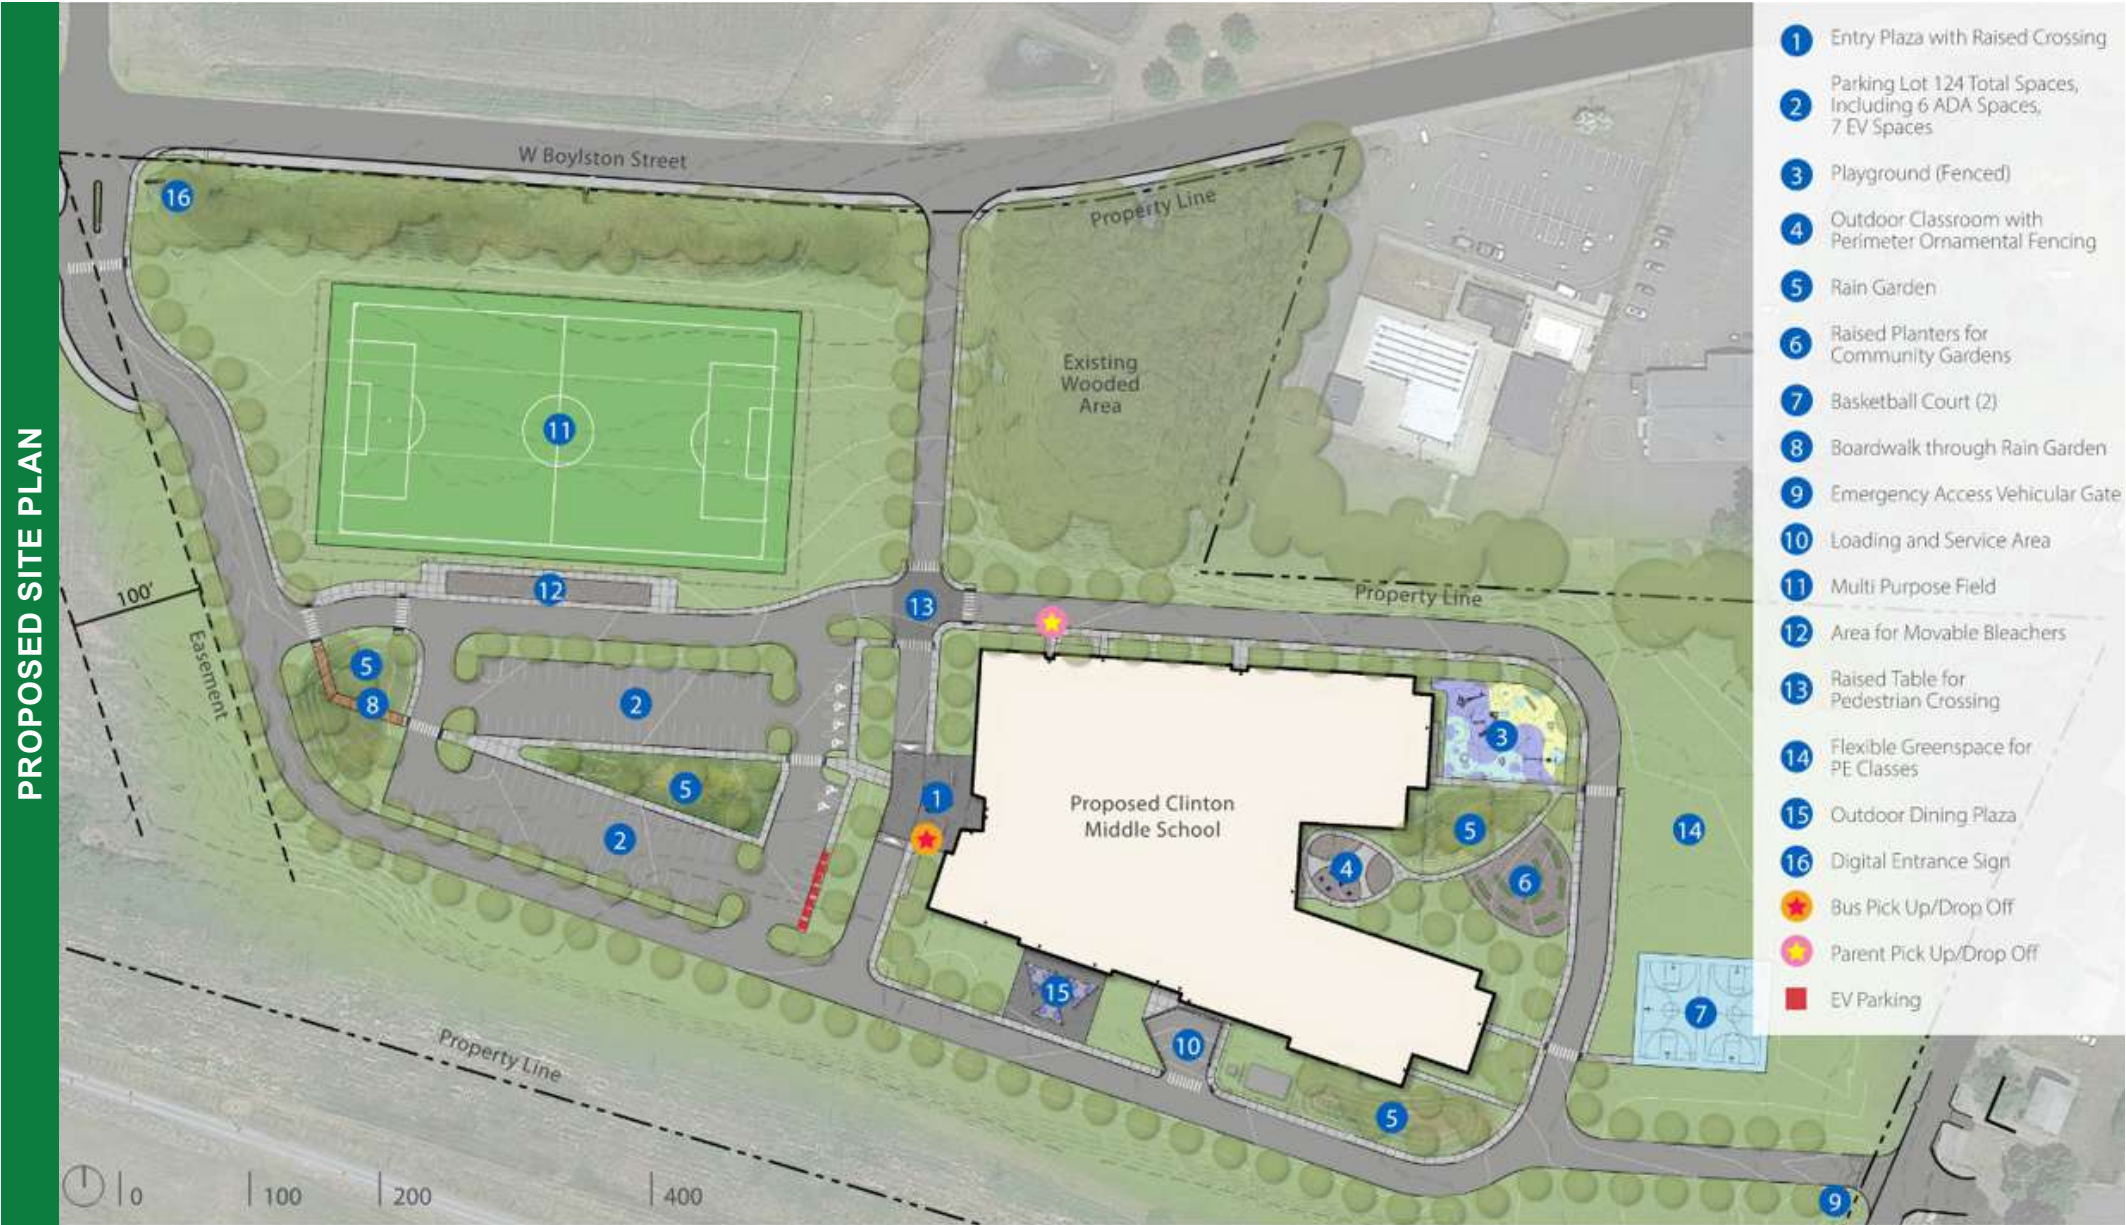 PROPOSED SITE PLAN
W Boylston Street
Property Line
16
Existing
Wooded
Area
11
12
13
Property Line
100'
Easement
5
8
2
5
2
1
3
Proposed Clinton
Middle School
4
5
6
14
15
10
7
5
9
Property Line
0
100
200
400
1 Entry Plaza with Raised Crossing
2 Parking Lot 124 Total Spaces,
Including 6 ADA Spaces,
7 EV Spaces
3 Playground (Fenced)
4 Outdoor Classroom with
Perimeter Ornamental Fencing
5 Rain Garden
6 Raised Planters for
Community Gardens
7 Basketball Court (2)
8 Boardwalk through Rain Garden
9 Emergency Access Vehicular Gate
10 Loading and Service Area
11 Multi Purpose Field
12 Area for Movable Bleachers
13 Raised Table for
Pedestrian Crossing
14 Flexible Greenspace for
PE Classes
15 Outdoor Dining Plaza
16 Digital Entrance Sign
Bus Pick Up/Drop Off
Parent Pick Up/Drop Off
EV Parking